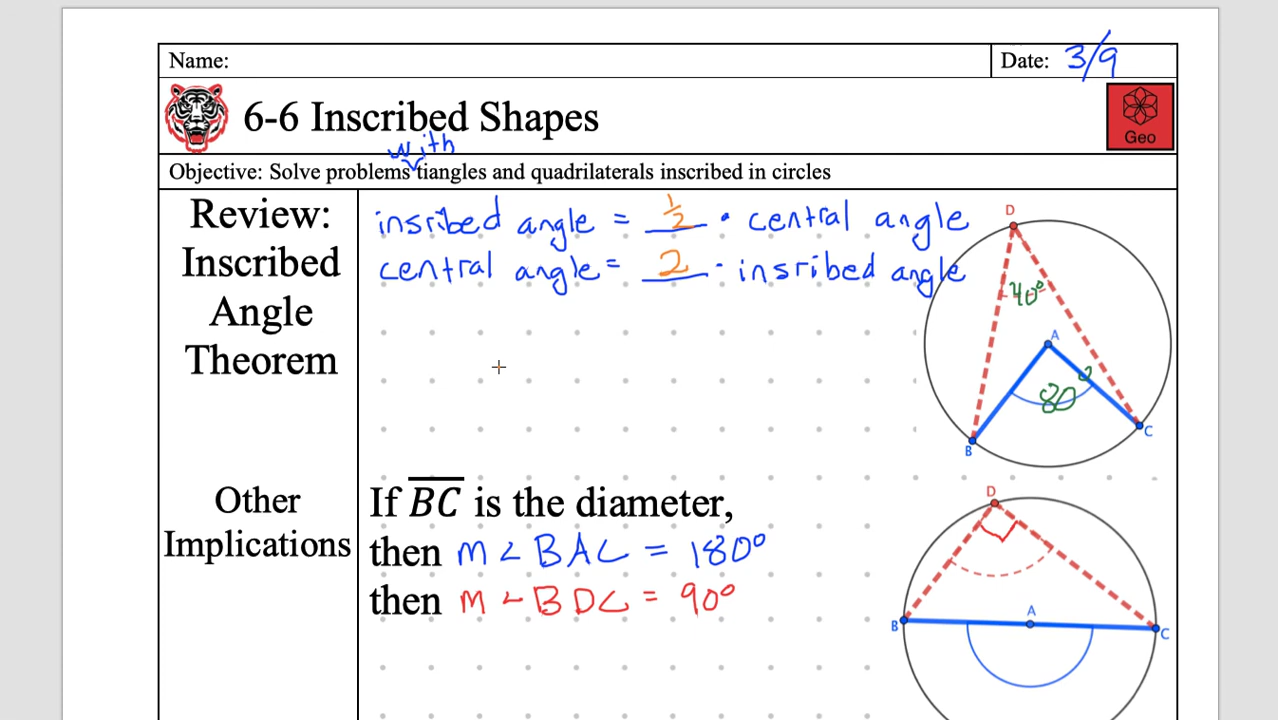 Name:
Date: 3/9
6-6 Inscribed Shapes
Geo
with
Objective: Solve problems tiangles and quadrilaterals inscribed in circles
Review:
Inscribed
Angle
Theorem
insribed angle = 1/2 · central angle
central angle = 2 · insribed angle
D
40°
A
80°
B
C
Other
Implications
If BC is the diameter,
then m∠BAC = 180°
then m∠BDC = 90°
D
A
B
C